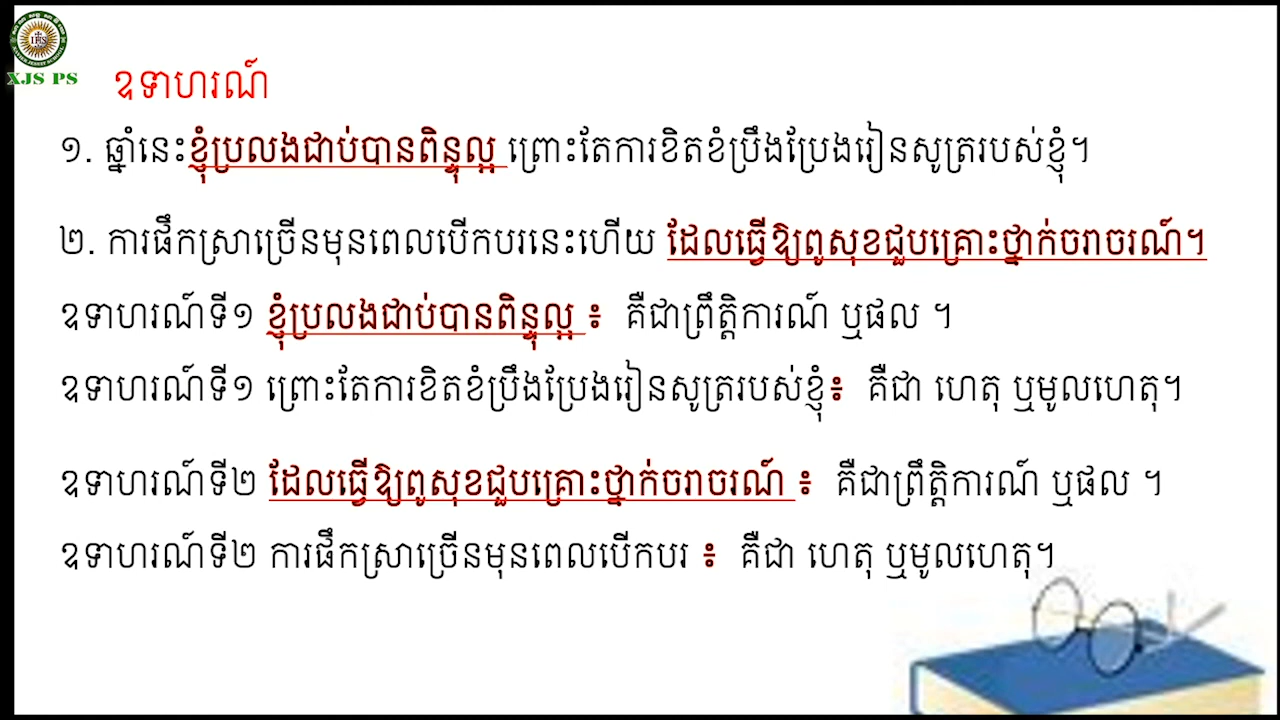 XJS PS
ឧទាហរណ៍
១. ឆ្នាំនេះខ្ញុំប្រលងជាប់បានពិន្ទុល្អ ព្រោះតែការខិតខំប្រឹងប្រែងរៀនសូត្ររបស់ខ្ញុំ។
២. ការផឹកស្រាច្រើនមុនពេលបើកបរនេះហើយ ដែលធ្វើឱ្យពូសុខជួបគ្រោះថ្នាក់ចរាចរណ៍។
ឧទាហរណ៍ទី១ ខ្ញុំប្រលងជាប់បានពិន្ទុល្អ ៖ គឺជាព្រឹត្តិការណ៍ ឬផល ។
ឧទាហរណ៍ទី១ ព្រោះតែការខិតខំប្រឹងប្រែងរៀនសូត្ររបស់ខ្ញុំ៖ គឺជា ហេតុ ឬមូលហេតុ។
ឧទាហរណ៍ទី២ ដែលធ្វើឱ្យពូសុខជួបគ្រោះថ្នាក់ចរាចរណ៍ ៖ គឺជាព្រឹត្តិការណ៍ ឬផល ។
ឧទាហរណ៍ទី២ ការផឹកស្រាច្រើនមុនពេលបើកបរ ៖ គឺជា ហេតុ ឬមូលហេតុ។